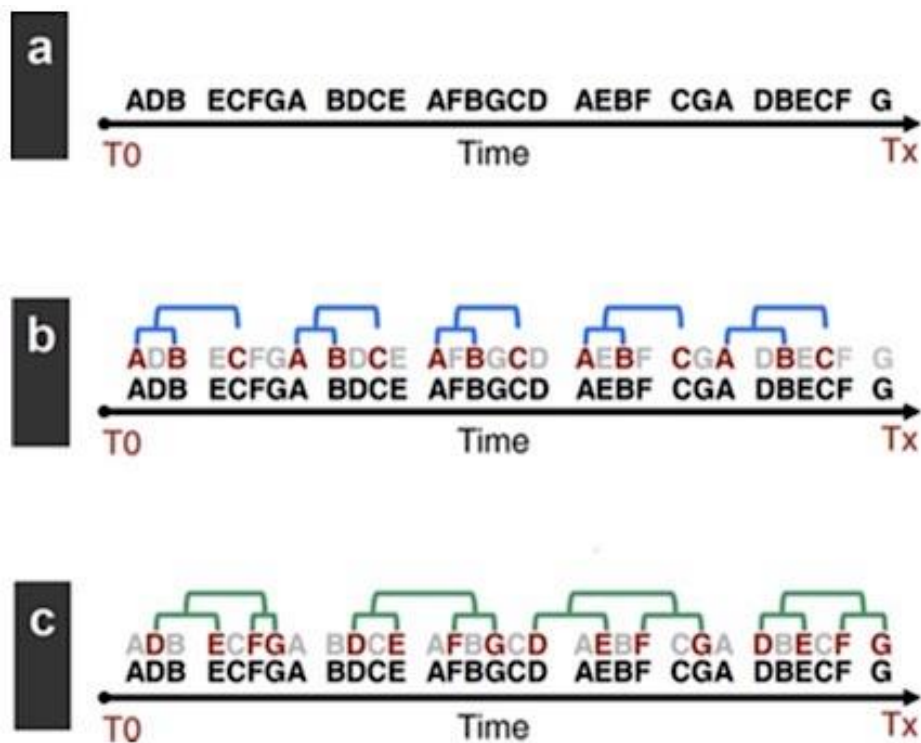 a
ADB ECFGA BDCE AFBGCD AEBF CGA DBECF G
T0 Time Tx
b
ADB ECFGA BDCE AFBGCD AEBF CGA DBECF G
ADB ECFGA BDCE AFBGCD AEBF CGA DBECF G
T0 Time Tx
c
ADB ECFGA BDCE AFBGCD AEBF CGA DBECF G
ADB ECFGA BDCE AFBGCD AEBF CGA DBECF G
T0 Time Tx